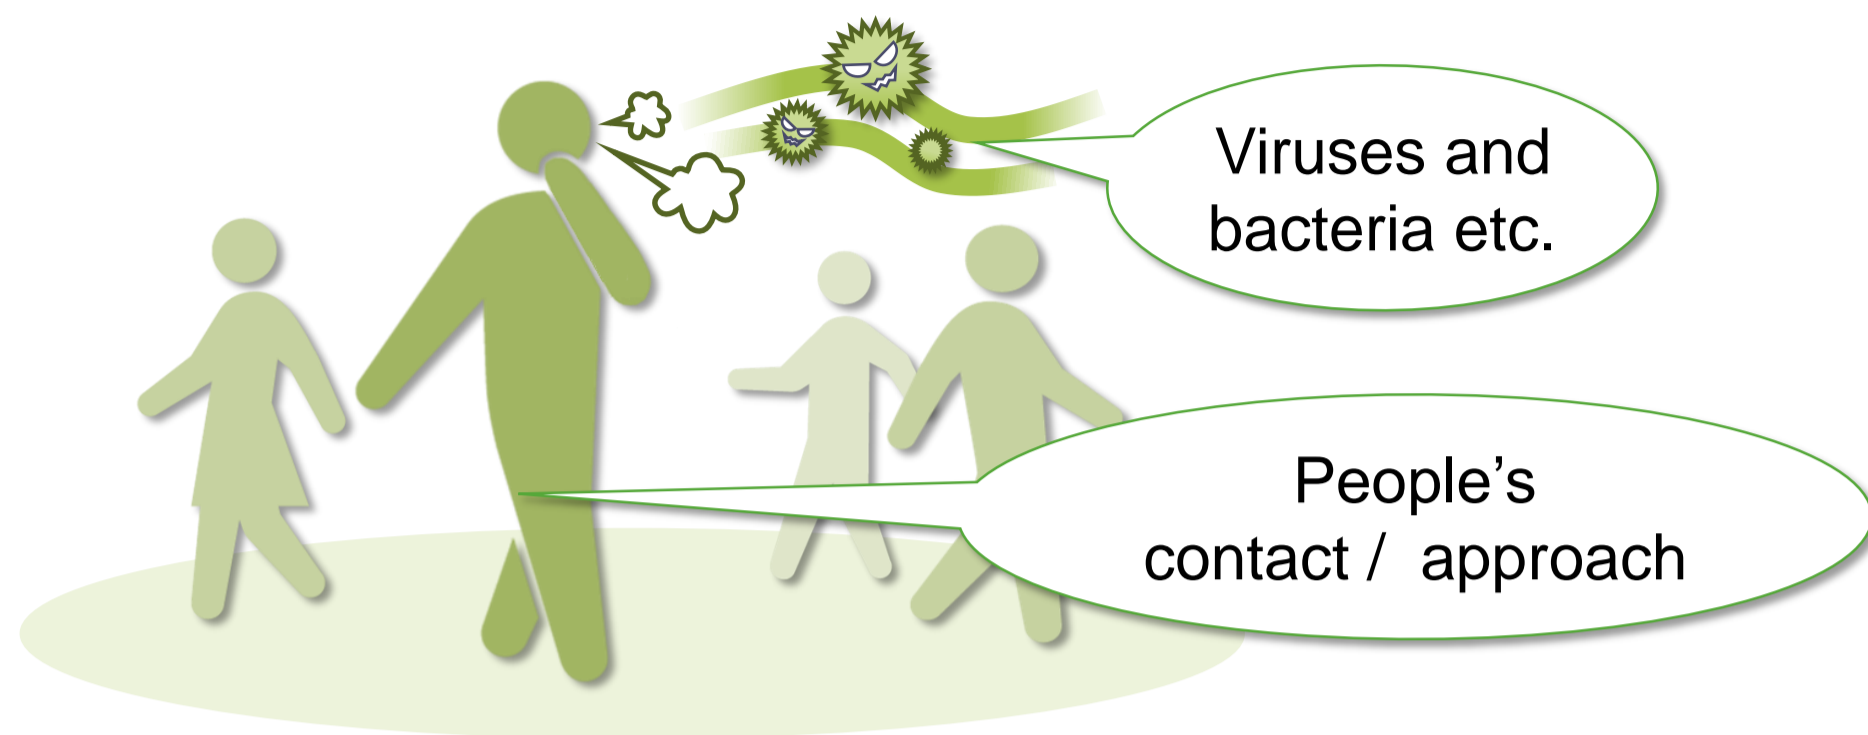 Viruses and
bacteria etc.
People’s
contact / approach